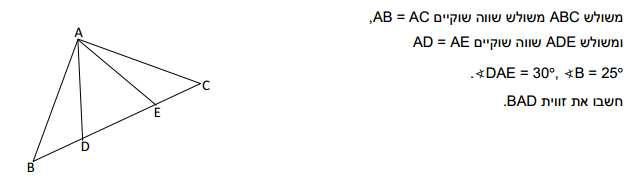 משולש ABC משולש שווה שוקיים AB = AC,
ומשולש ADE שווה שוקיים AD = AE
∢DAE = 30°, ∢B = 25°.
חשבו את זווית BAD.
A
C
E
D
B